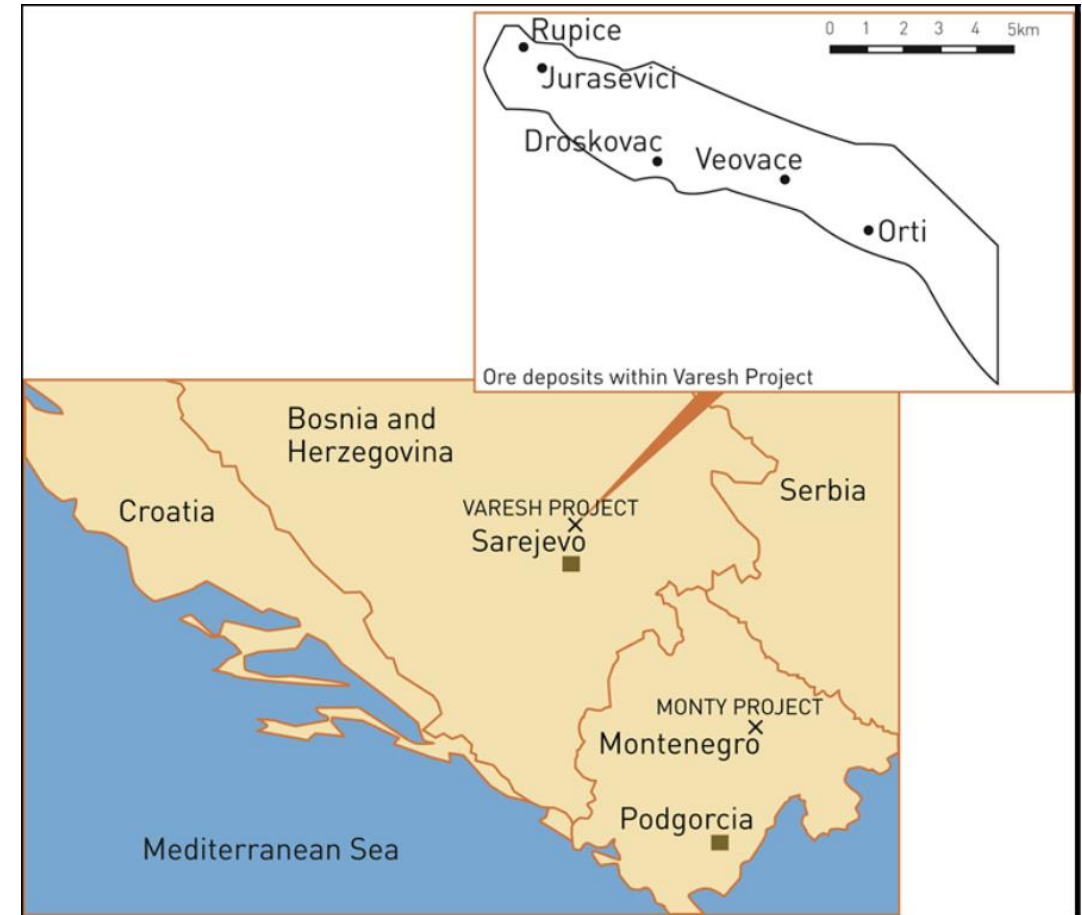 Rupice
0 1 2 3 4 5km
Jurasevici
Droskovac
Veovace
Orti
Ore deposits within Varesh Project
Bosnia and
Herzegovina
Croatia
Serbia
VARESH PROJECT
Sarejevo
MONTY PROJECT
Montenegro
Podgorcia
Mediterranean Sea